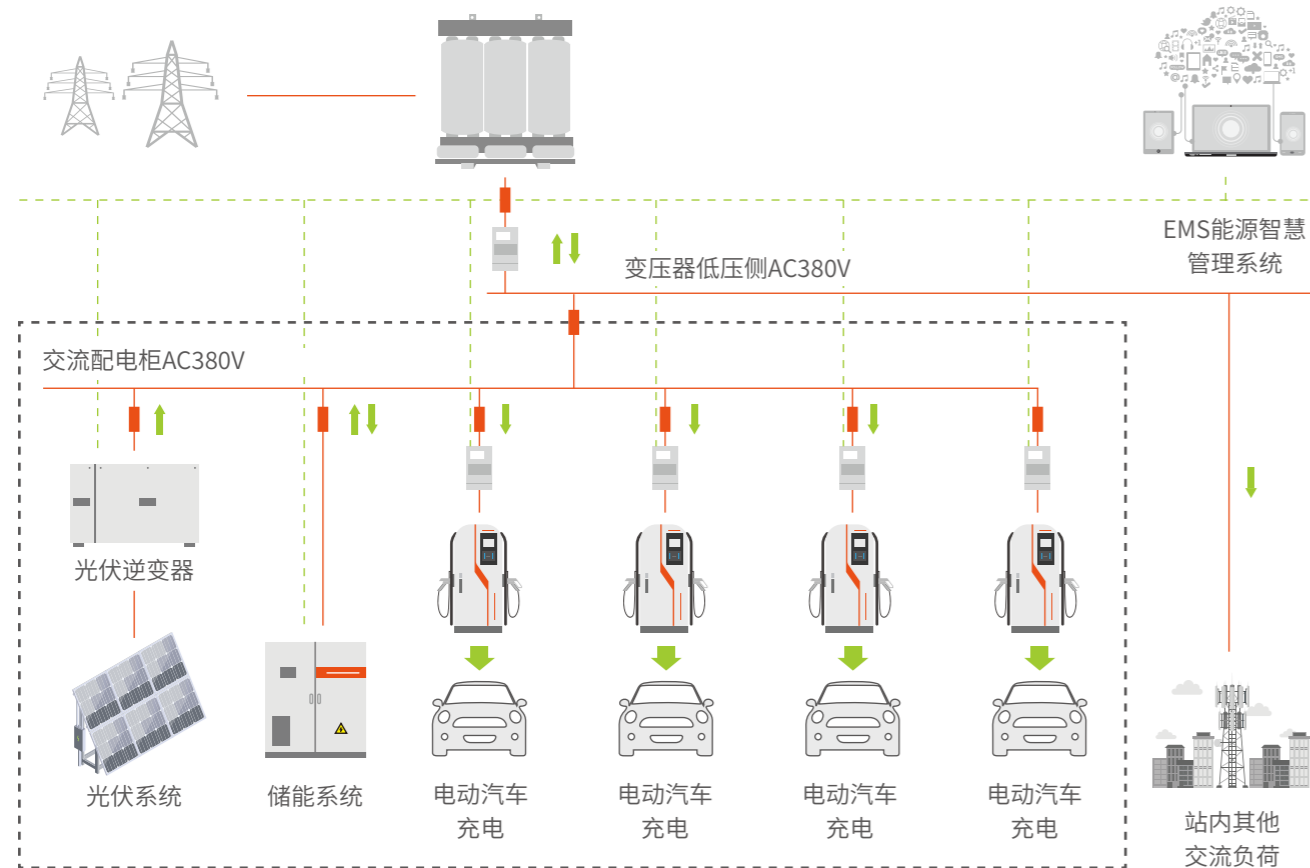 EMS能源智慧
管理系统
变压器低压侧AC380V
交流配电柜AC380V
光伏逆变器
光伏系统
储能系统
电动汽车
充电
电动汽车
充电
电动汽车
充电
电动汽车
充电
站内其他
交流负荷